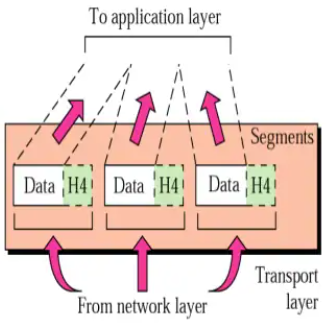 To application layer
Segments
Data H4 Data H4 Data H4
Transport
layer
From network layer